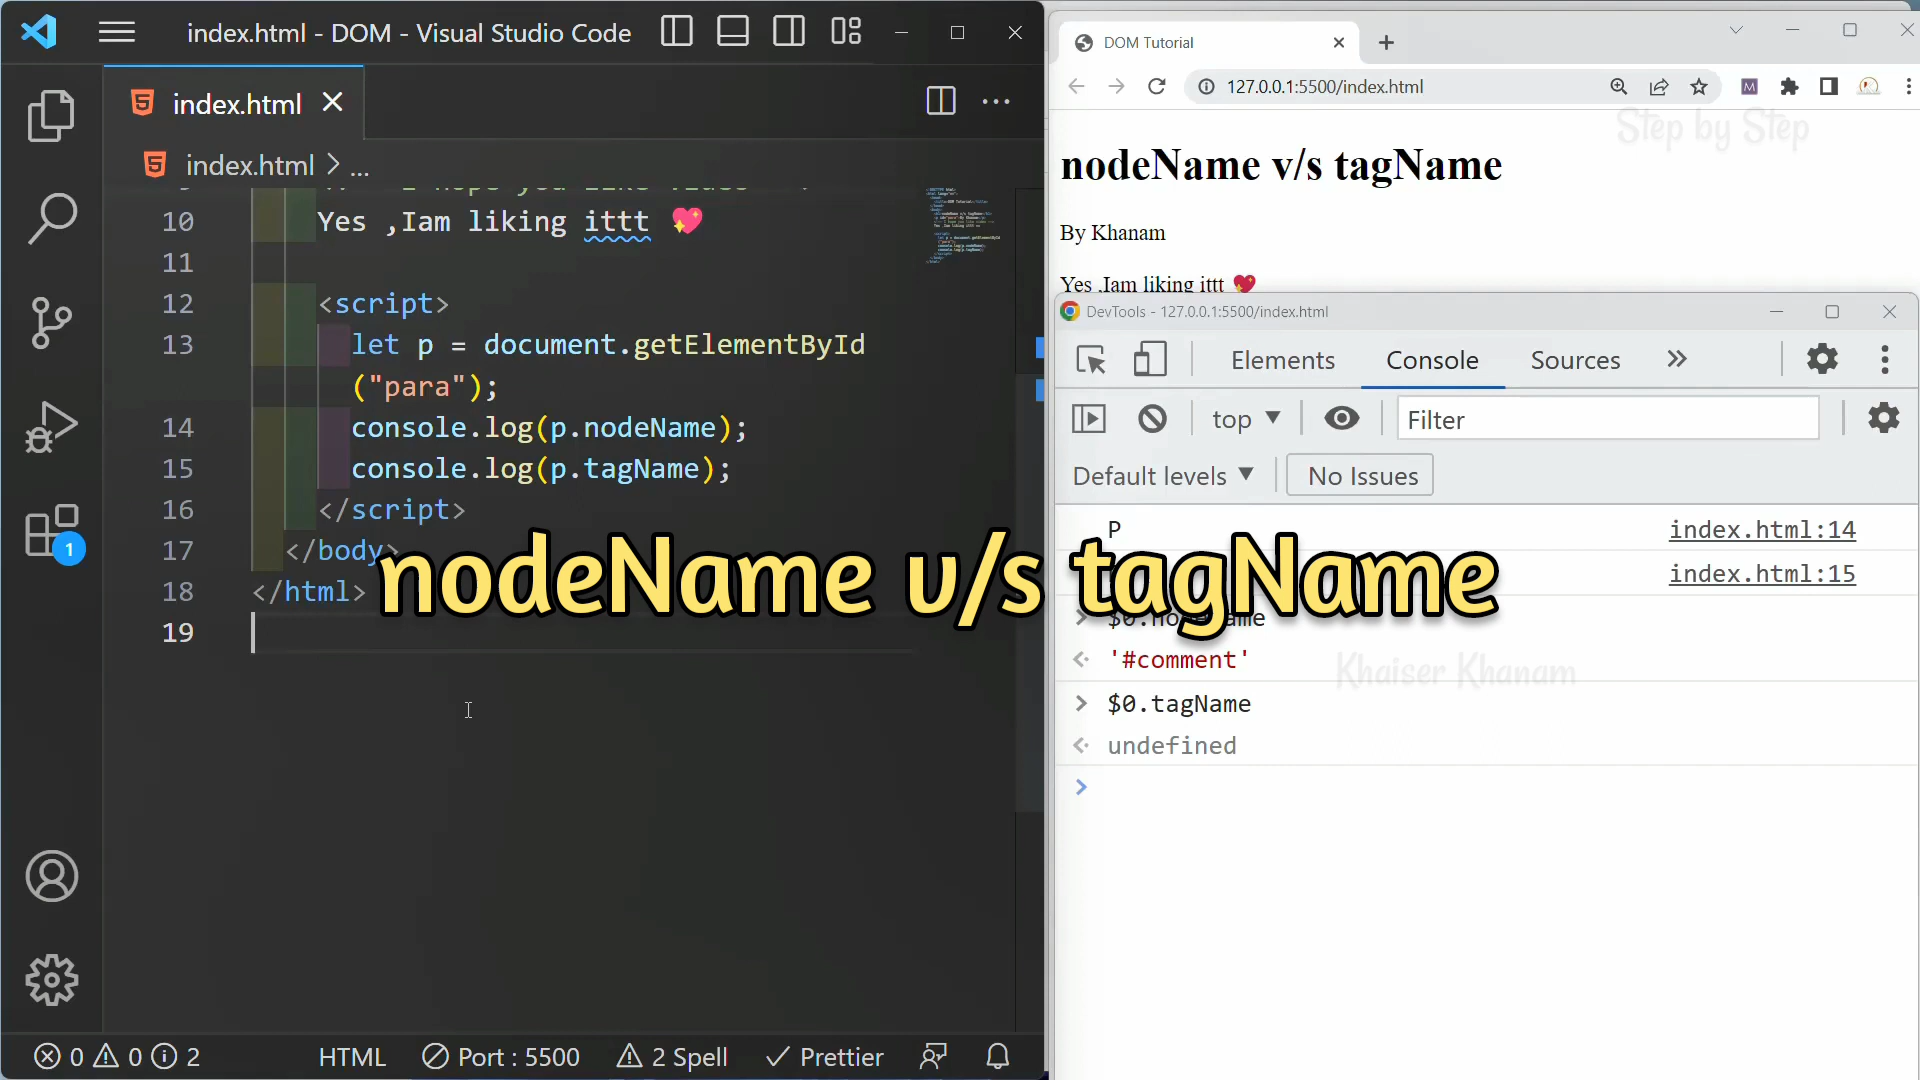 index.html - DOM - Visual Studio Code
index.html
index.html > ...
10 Yes ,Iam liking ittt 💖
11
12 <script>
13 let p = document.getElementById
("para");
14 console.log(p.nodeName);
15 console.log(p.tagName);
16 </script>
17 </body>
18 </html>
19
1
0 0 2 HTML Port : 5500 2 Spell Prettier
nodeName v/s tagName
DOM Tutorial
127.0.0.1:5500/index.html
Step by Step
nodeName v/s tagName
By Khanam
Yes ,Iam liking ittt 💖
DevTools - 127.0.0.1:5500/index.html
Elements Console Sources
top Filter
Default levels No Issues
P index.html:14
index.html:15
$0.nodeName
'#comment'
Khaiser Khanam
$0.tagName
undefined